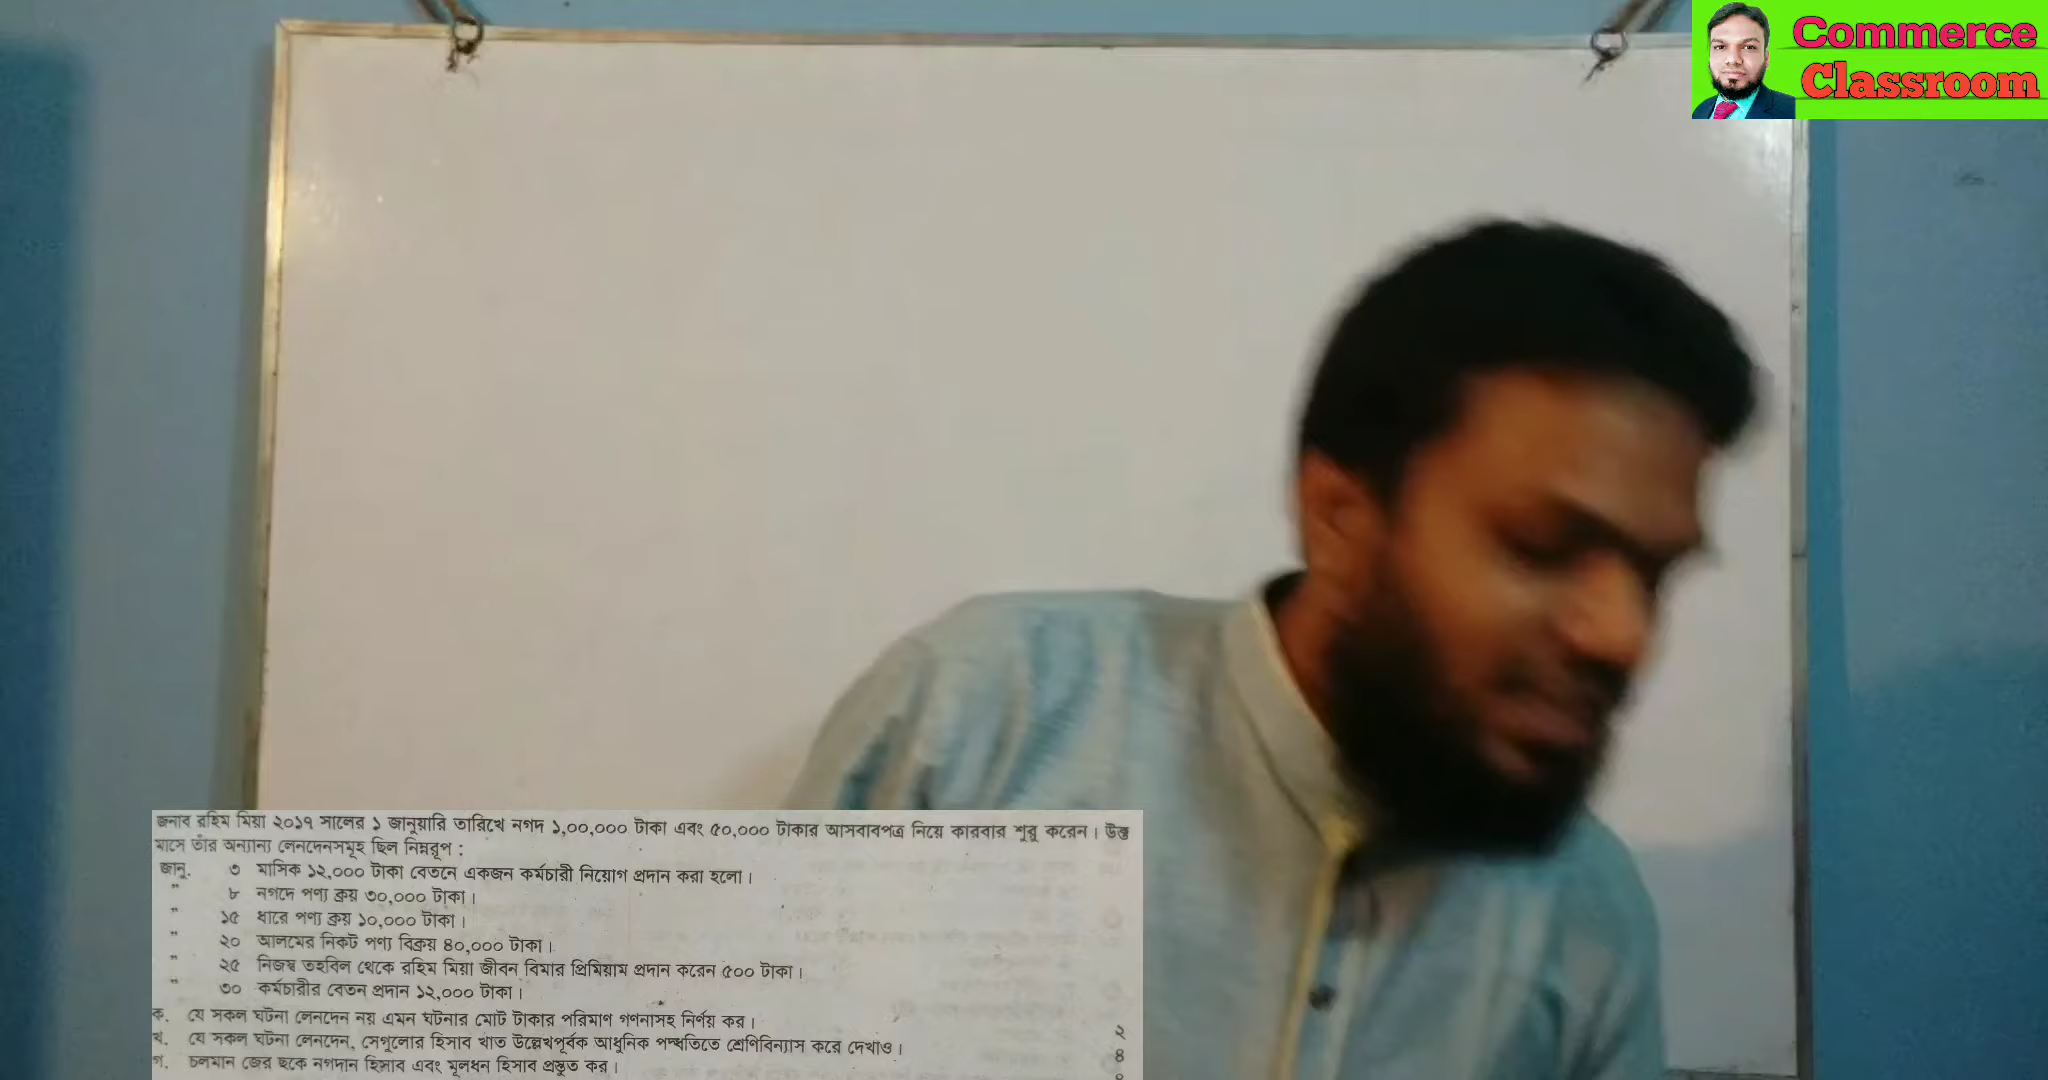 Commerce
Classroom
জনাব রহিম মিয়া ২০১৭ সালের ১ জানুয়ারি তারিখে নগদ ১,০০,০০০ টাকা এবং ৫০,০০০ টাকার আসবাবপত্র নিয়ে কারবার শুরু করেন। উক্ত
মাসে তাঁর অন্যান্য লেনদেনসমূহ ছিল নিম্নরূপ :
জানু. ৩ মাসিক ১২,০০০ টাকা বেতনে একজন কর্মচারী নিয়োগ প্রদান করা হলো।
" ৮ নগদে পণ্য ক্রয় ৩০,০০০ টাকা।
" ১৫ ধারে পণ্য ক্রয় ১০,০০০ টাকা।
" ২০ আলমের নিকট পণ্য বিক্রয় ৪০,০০০ টাকা।
" ২৫ নিজস্ব তহবিল থেকে রহিম মিয়া জীবন বিমার প্রিমিয়াম প্রদান করেন ৫০০ টাকা।
" ৩০ কর্মচারীর বেতন প্রদান ১২,০০০ টাকা।
ক. যে সকল ঘটনা লেনদেন নয় এমন ঘটনার মোট টাকার পরিমাণ গণনাসহ নির্ণয় কর। ২
খ. যে সকল ঘটনা লেনদেন, সেগুলোর হিসাব খাত উল্লেখপূর্বক আধুনিক পদ্ধতিতে শ্রেণিবিন্যাস করে দেখাও। ৪
গ. চলমান জের ছকে নগদান হিসাব এবং মূলধন হিসাব প্রস্তুত কর।